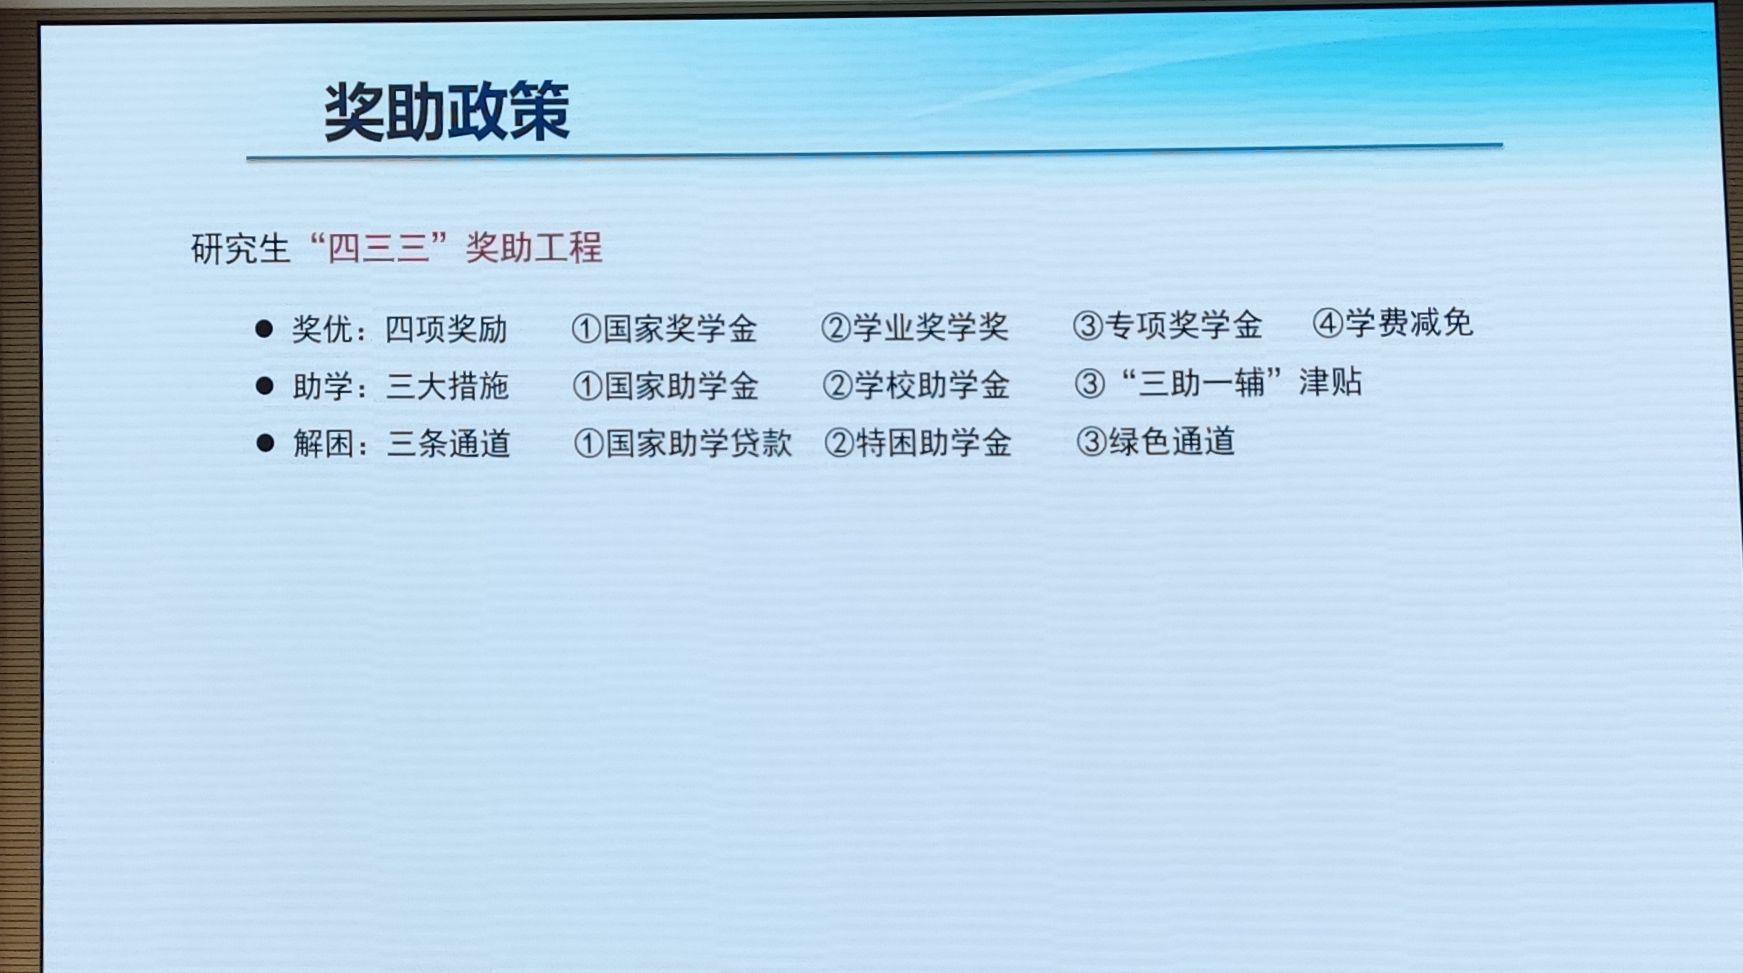 奖助政策
研究生“四三三”奖助工程
● 奖优：四项奖励 ①国家奖学金 ②学业奖学奖 ③专项奖学金 ④学费减免
● 助学：三大措施 ①国家助学金 ②学校助学金 ③“三助一辅”津贴
● 解困：三条通道 ①国家助学贷款 ②特困助学金 ③绿色通道